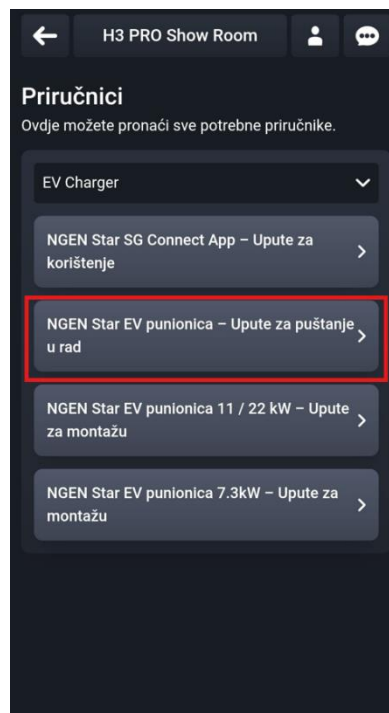 H3 PRO Show Room
Priručnici
Ovdje možete pronaći sve potrebne priručnike.
EV Charger
NGEN Star SG Connect App – Upute za
korištenje
NGEN Star EV punionica – Upute za puštanje
u rad
NGEN Star EV punionica 11 / 22 kW – Upute
za montažu
NGEN Star EV punionica 7.3kW – Upute za
montažu